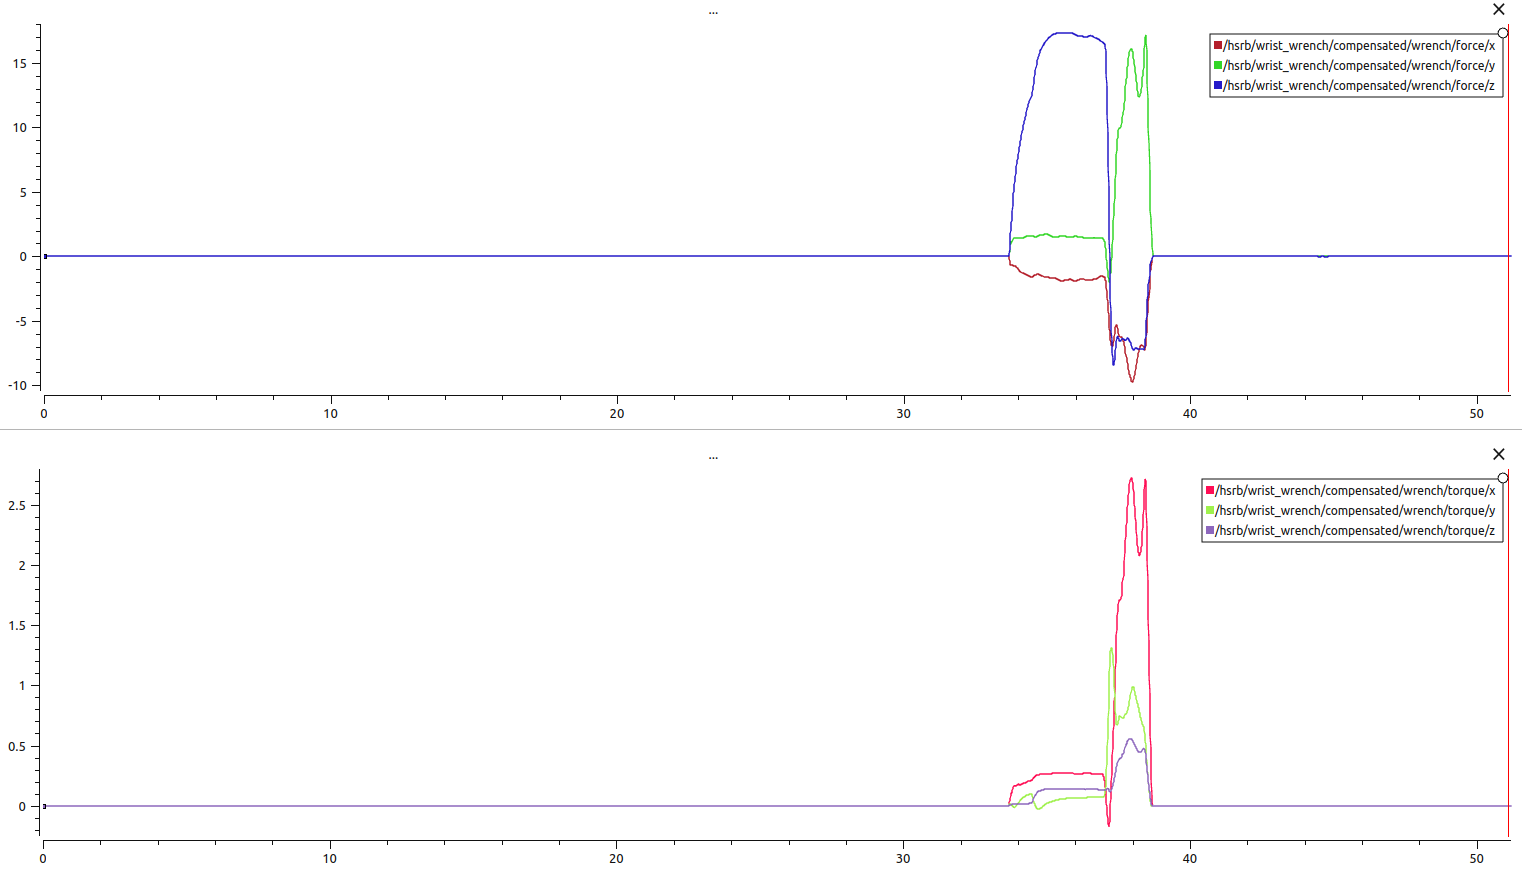 ...
/hsrb/wrist_wrench/compensated/wrench/force/x
/hsrb/wrist_wrench/compensated/wrench/force/y
/hsrb/wrist_wrench/compensated/wrench/force/z
15
10
5
0
-5
-10
0 10 20 30 40 50
...
/hsrb/wrist_wrench/compensated/wrench/torque/x
/hsrb/wrist_wrench/compensated/wrench/torque/y
/hsrb/wrist_wrench/compensated/wrench/torque/z
2.5
2
1.5
1
0.5
0
0 10 20 30 40 50